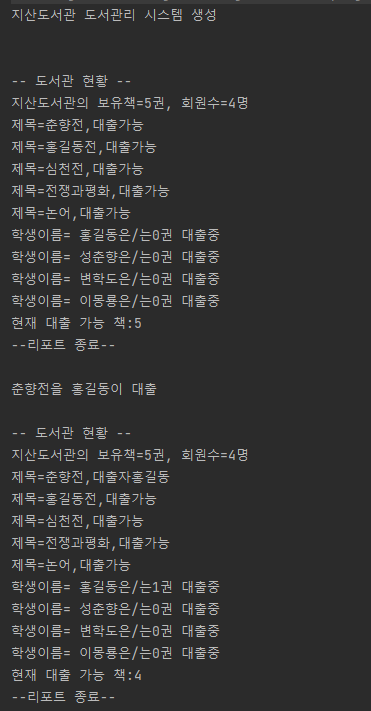 지산도서관 도서관리 시스템 생성
-- 도서관 현황 --
지산도서관의 보유책=5권, 회원수=4명
제목=춘향전,대출가능
제목=홍길동전,대출가능
제목=심천전,대출가능
제목=전쟁과평화,대출가능
제목=논어,대출가능
학생이름= 홍길동은/는0권 대출중
학생이름= 성춘향은/는0권 대출중
학생이름= 변학도은/는0권 대출중
학생이름= 이몽룡은/는0권 대출중
현재 대출 가능 책:5
--리포트 종료--
춘향전을 홍길동이 대출
-- 도서관 현황 --
지산도서관의 보유책=5권, 회원수=4명
제목=춘향전,대출자홍길동
제목=홍길동전,대출가능
제목=심천전,대출가능
제목=전쟁과평화,대출가능
제목=논어,대출가능
학생이름= 홍길동은/는1권 대출중
학생이름= 성춘향은/는0권 대출중
학생이름= 변학도은/는0권 대출중
학생이름= 이몽룡은/는0권 대출중
현재 대출 가능 책:4
--리포트 종료--